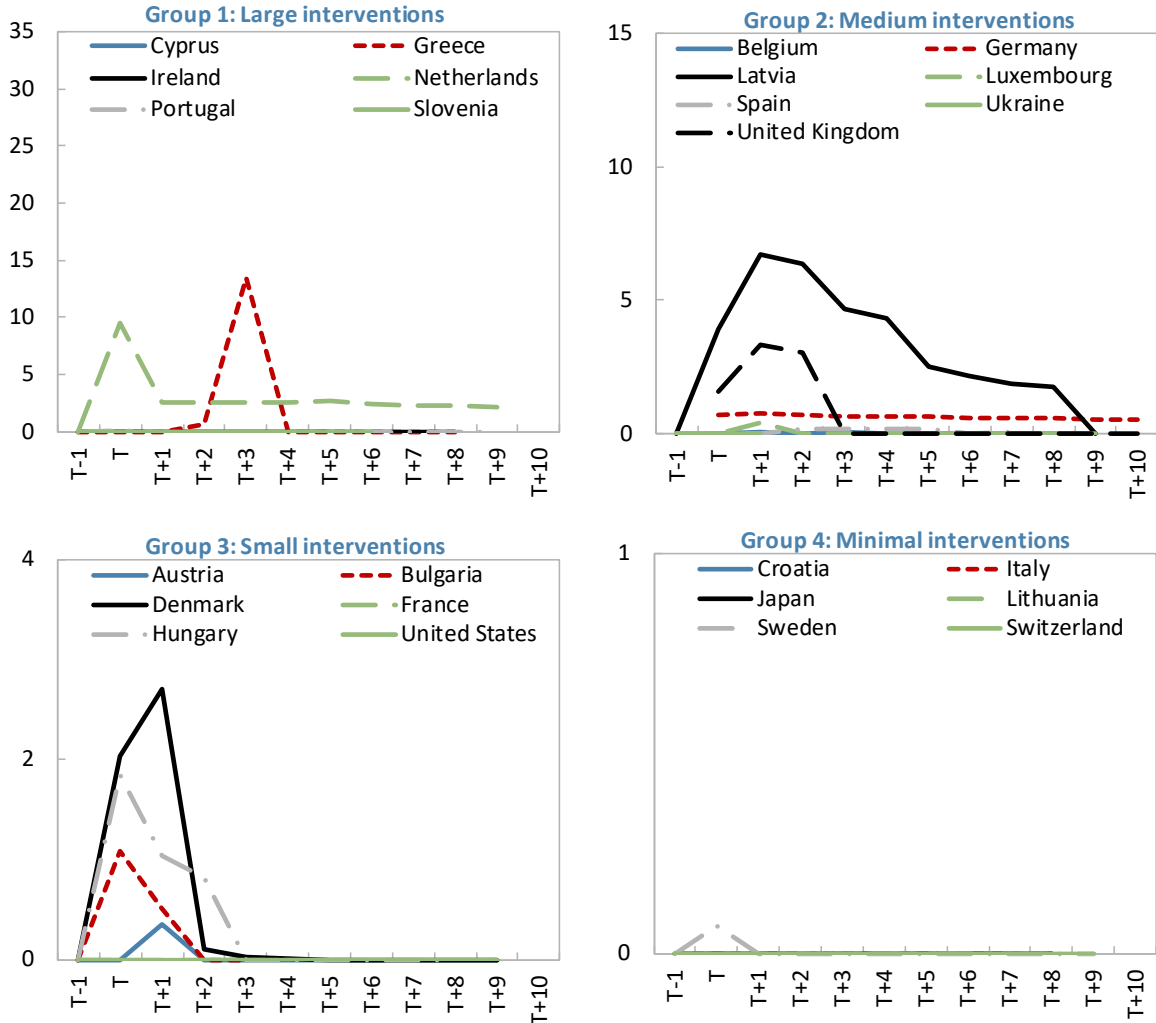 Group 1: Large interventions
35
30
25
20
15
10
5
0
Cyprus Greece
Ireland Netherlands
Portugal Slovenia
T-1 T T+1 T+2 T+3 T+4 T+5 T+6 T+7 T+8 T+9 T+10
Group 2: Medium interventions
15
10
5
0
Belgium Germany
Latvia Luxembourg
Spain Ukraine
United Kingdom
T-1 T T+1 T+2 T+3 T+4 T+5 T+6 T+7 T+8 T+9 T+10
Group 3: Small interventions
4
2
0
Austria Bulgaria
Denmark France
Hungary United States
T-1 T T+1 T+2 T+3 T+4 T+5 T+6 T+7 T+8 T+9 T+10
Group 4: Minimal interventions
1
0
Croatia Italy
Japan Lithuania
Sweden Switzerland
T-1 T T+1 T+2 T+3 T+4 T+5 T+6 T+7 T+8 T+9 T+10